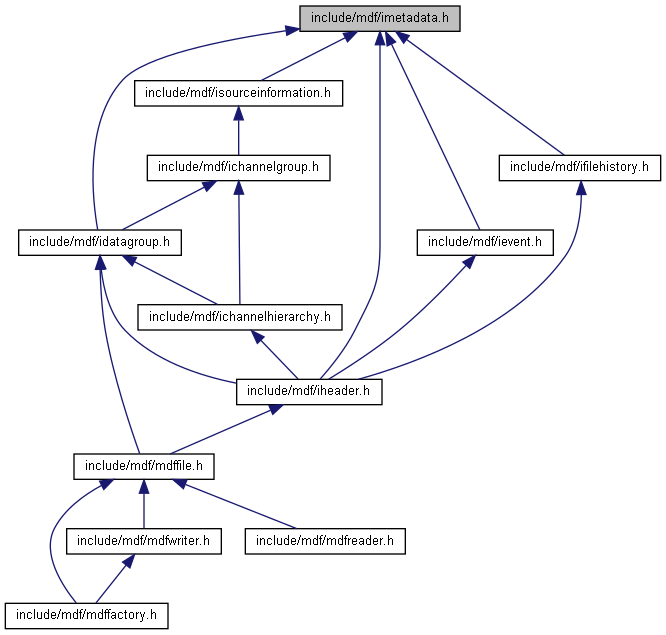 include/mdf/imetadata.h
include/mdf/isourceinformation.h
include/mdf/ichannelgroup.h
include/mdf/ifilehistory.h
include/mdf/idatagroup.h
include/mdf/ievent.h
include/mdf/ichannelhierarchy.h
include/mdf/iheader.h
include/mdf/mdffile.h
include/mdf/mdfwriter.h
include/mdf/mdfreader.h
include/mdf/mdffactory.h